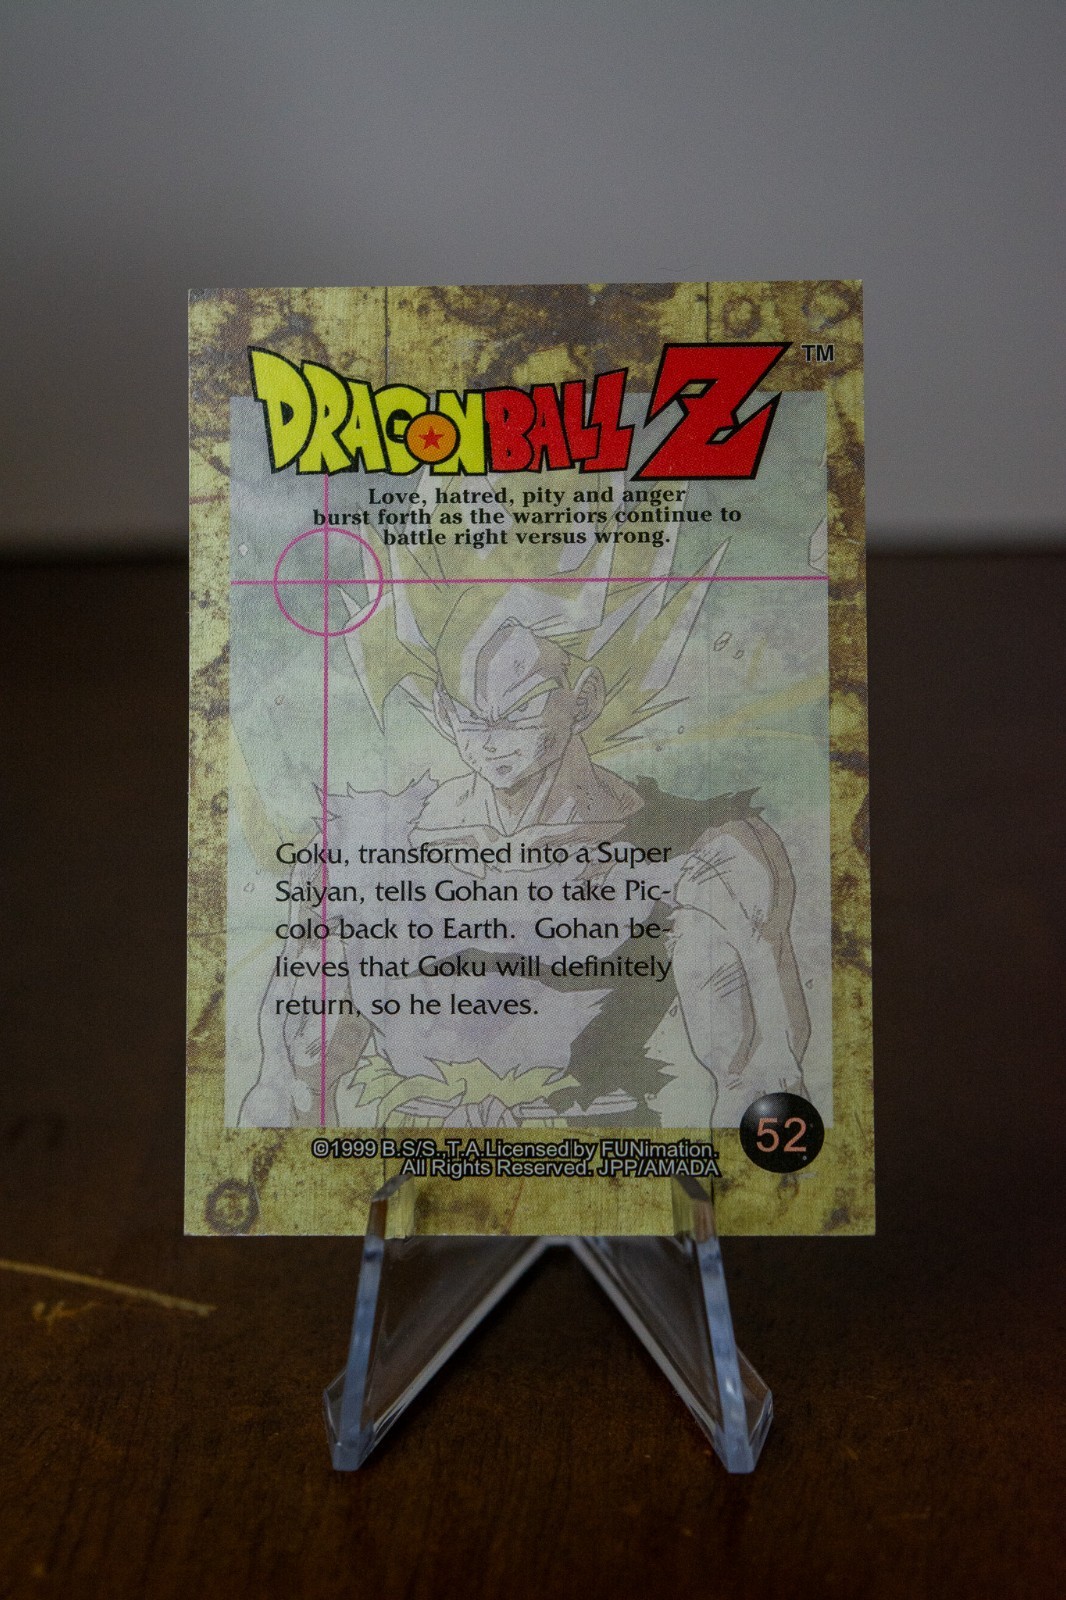 DRAGONBALL Z TM
Love, hatred, pity and anger
burst forth as the warriors continue to
battle right versus wrong.
Goku, transformed into a Super
Saiyan, tells Gohan to take Pic-
colo back to Earth. Gohan be-
lieves that Goku will definitely
return, so he leaves.
52
©1999 B.S/S.,T.A.Licensed by FUNimation.
All Rights Reserved. JPP/AMADA